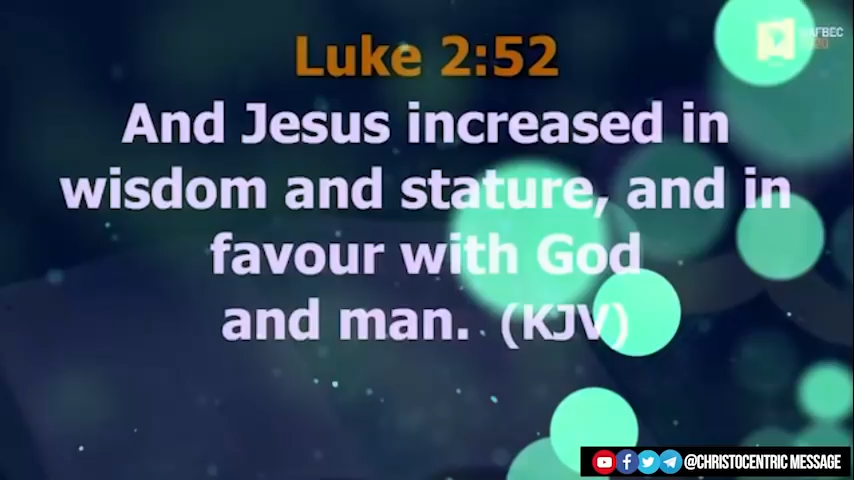 Luke 2:52
And Jesus increased in
wisdom and stature, and in
favour with God
and man. (KJV)
@CHRISTOCENTRIC MESSAGE